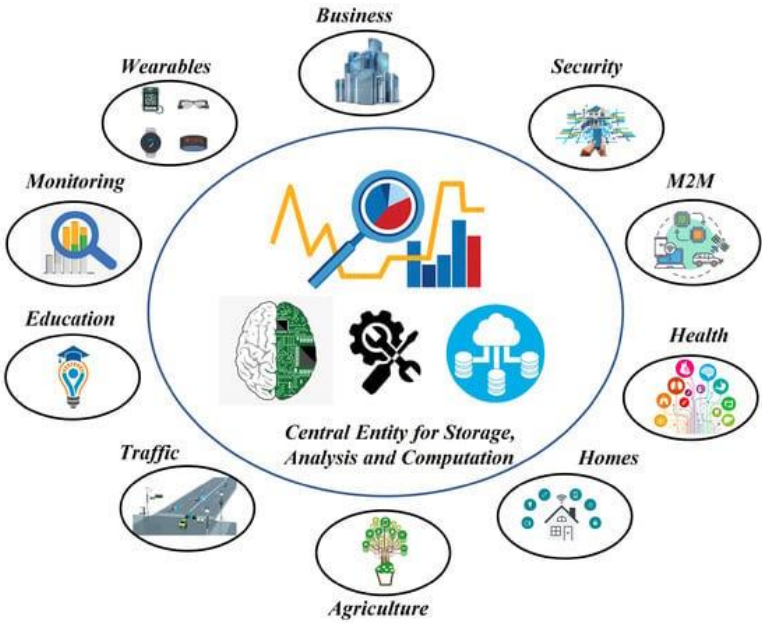 Business
Wearables
Security
Monitoring
M2M
Education
Health
Traffic
Central Entity for Storage,
Analysis and Computation
Homes
Agriculture